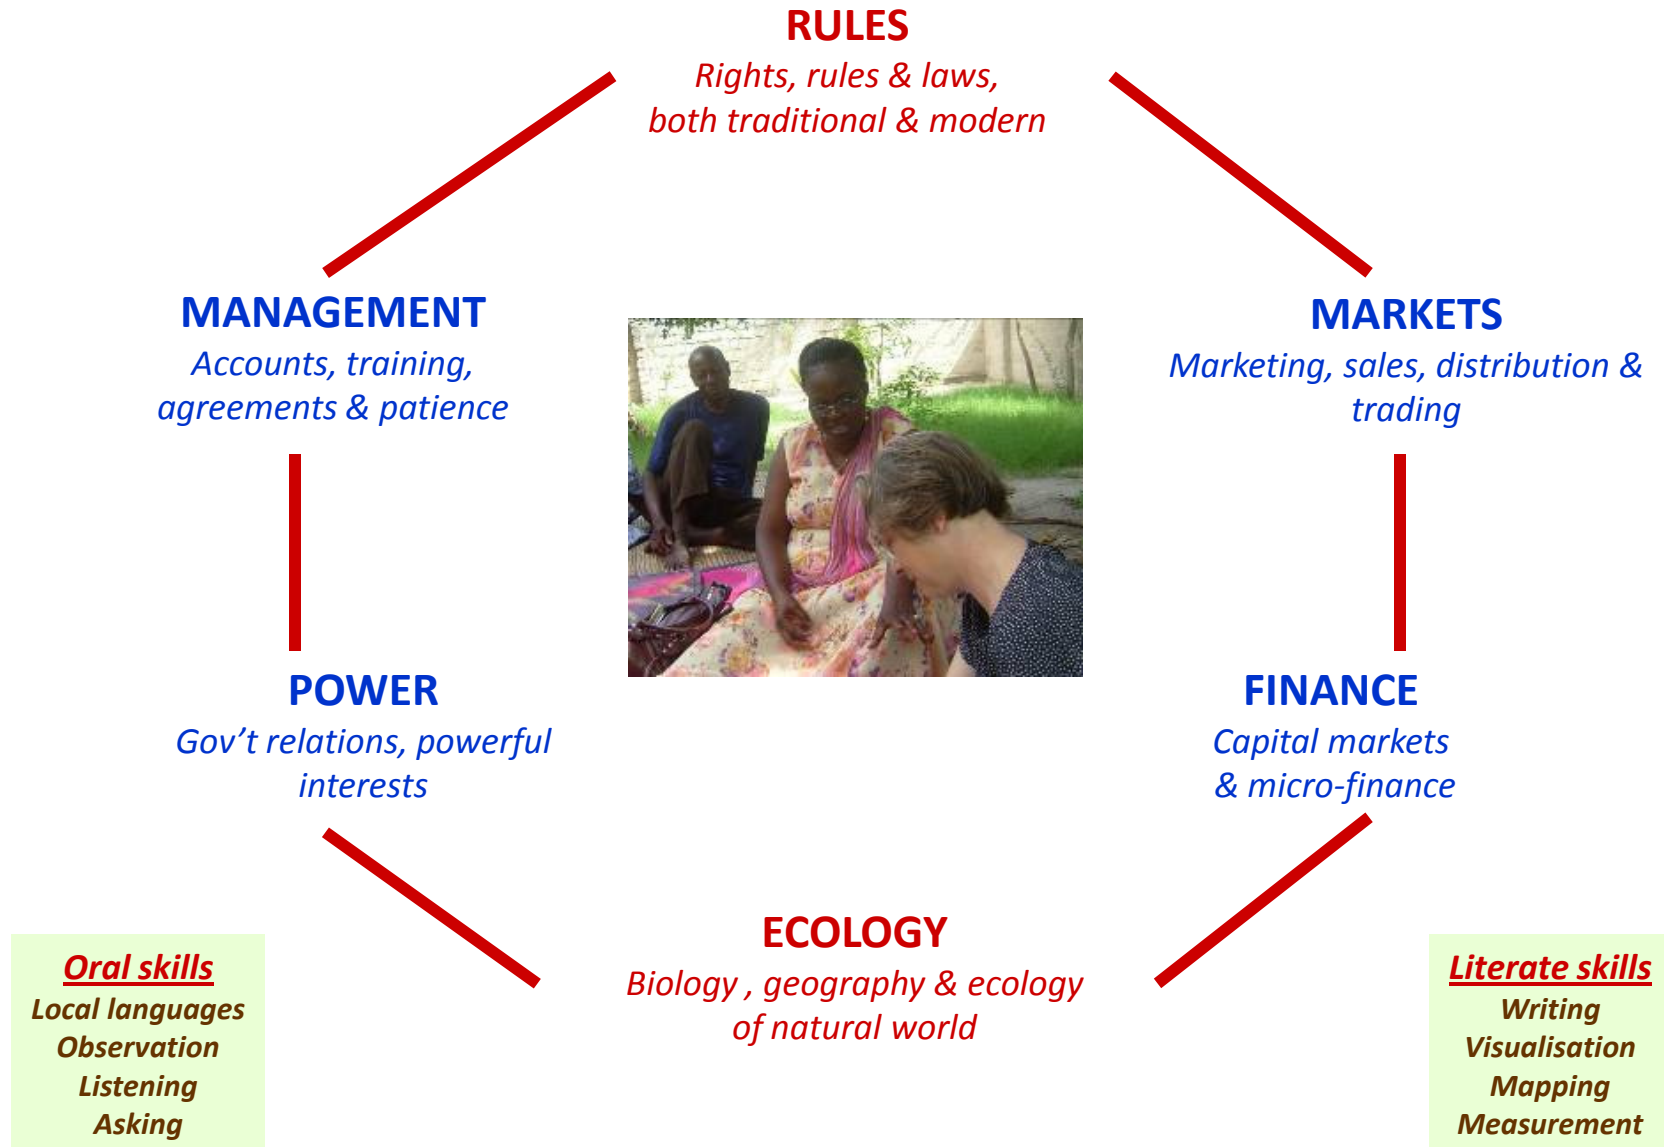 RULES
Rights, rules & laws,
both traditional & modern
MANAGEMENT
Accounts, training,
agreements & patience
MARKETS
Marketing, sales, distribution &
trading
POWER
Gov’t relations, powerful
interests
FINANCE
Capital markets
& micro-finance
ECOLOGY
Biology , geography & ecology
of natural world
Oral skills
Local languages
Observation
Listening
Asking
Literate skills
Writing
Visualisation
Mapping
Measurement